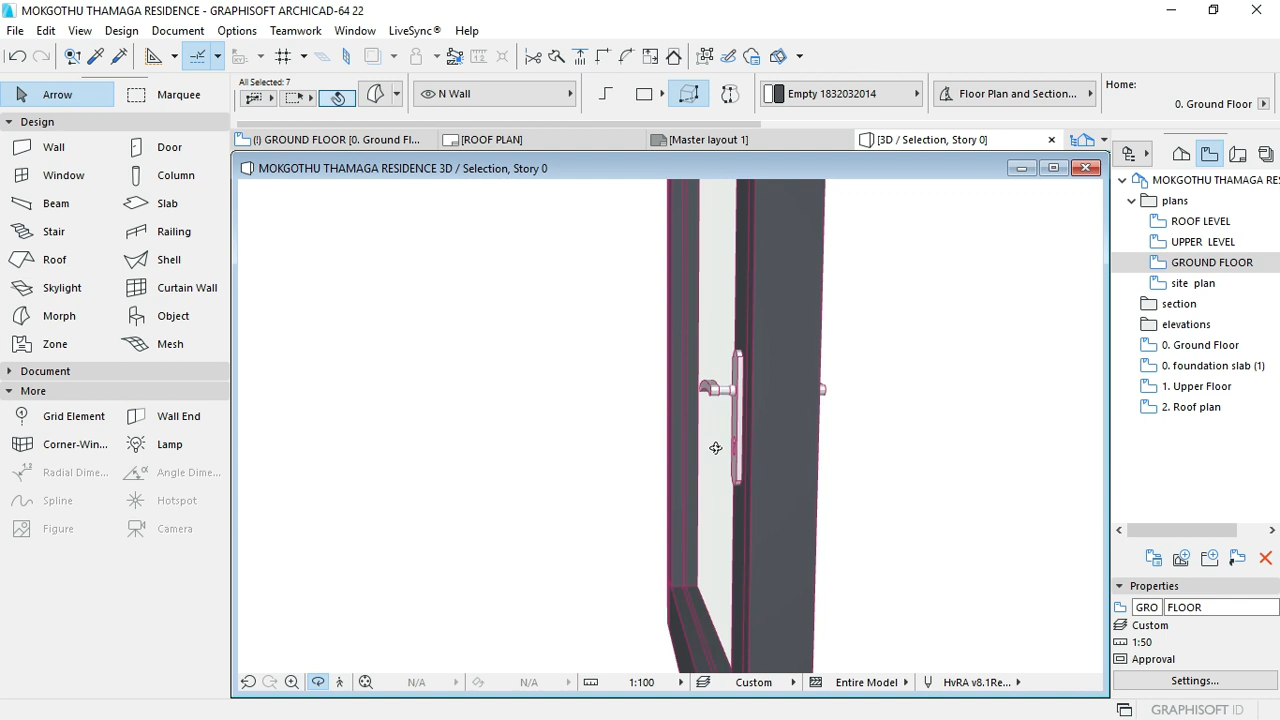 MOKGOTHU THAMAGA RESIDENCE - GRAPHISOFT ARCHICAD-64 22
File Edit View Design Document Options Teamwork Window LiveSync® Help
Arrow
Marquee
All Selected: 7
N Wall
Empty 1832032014
Floor Plan and Section...
Home:
0. Ground Floor
Design
(!) GROUND FLOOR [0. Ground Fl...
[ROOF PLAN]
[Master layout 1]
[3D / Selection, Story 0]
MOKGOTHU THAMAGA RESIDENCE 3D / Selection, Story 0
Wall Door
Window Column
Beam Slab
Stair Railing
Roof Shell
Skylight Curtain Wall
Morph Object
Zone Mesh
Document
More
Grid Element Wall End
Corner-Win... Lamp
Radial Dime... Angle Dime...
Spline Hotspot
Figure Camera
MOKGOTHU THAMAGA RES
plans
ROOF LEVEL
UPPER LEVEL
GROUND FLOOR
site plan
section
elevations
0. Ground Floor
0. foundation slab (1)
1. Upper Floor
2. Roof plan
Properties
GRO FLOOR
Custom
1:50
Approval
Settings...
N/A N/A 1:100 Custom Entire Model HvRA v8.1Re...
GRAPHISOFT ID